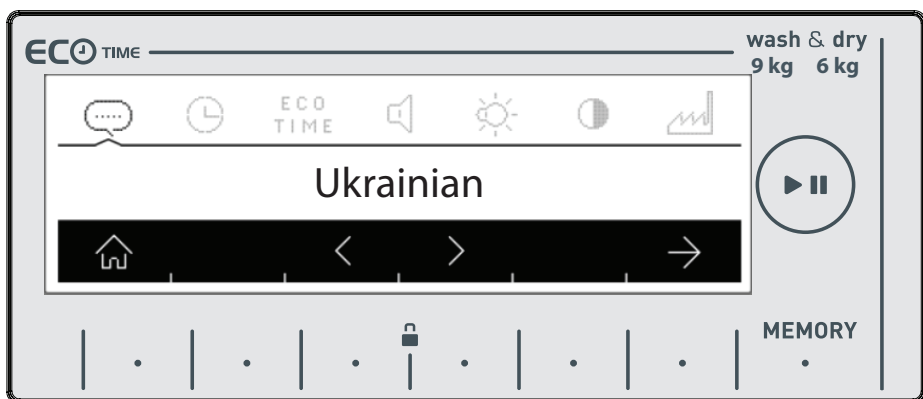 ECO TIME
wash & dry
9 kg 6 kg
ECO
TIME
Ukrainian
MEMORY